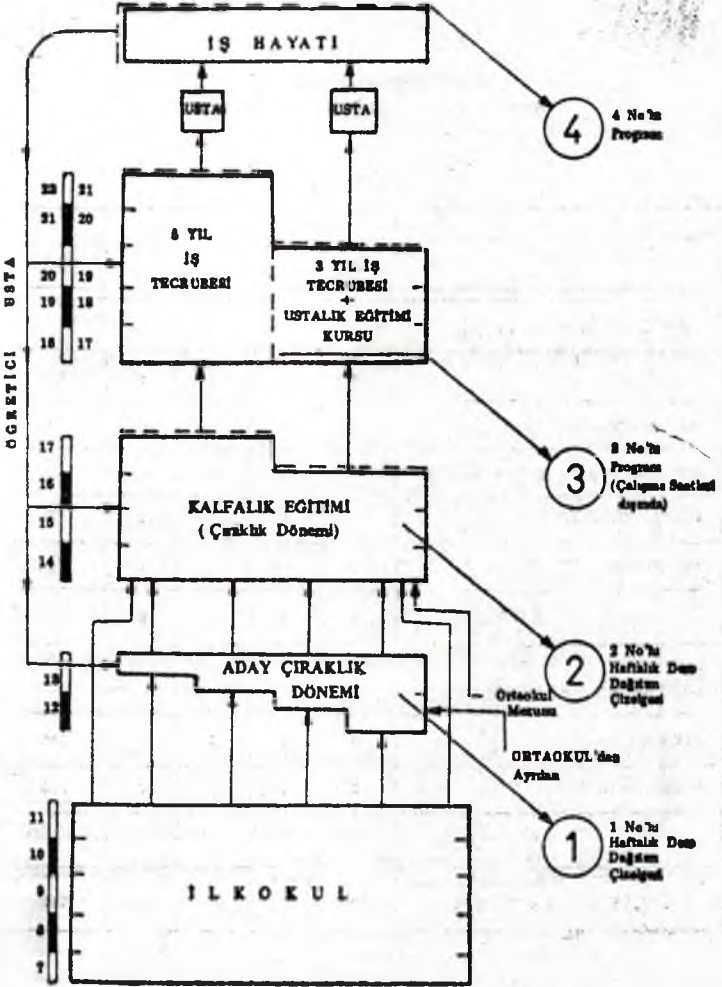 İŞ HAYATI
USTA
USTA
4
4 No'lu
Program
22 21
21 20
20 19
19 18
18 17
5 YIL
İŞ
TECRÜBESİ
3 YIL İŞ
TECRÜBESİ
+
USTALIK EĞİTİMİ
KURSU
ÖĞRETİCİ USTA
3
3 No'lu
Program
(Çalışma Saatleri
dışında)
17
16
15
14
KALFALIK EĞİTİMİ
(Çıraklık Dönemi)
2
2 No'lu
Haftalık Ders
Dağıtım
Çizelgesi
13
12
ADAY ÇIRAKLIK
DÖNEMİ
Ortaokul
Mezunu
ORTAOKUL'dan
Ayrılan
1
1 No'lu
Haftalık Ders
Dağıtım
Çizelgesi
11
10
9
8
7
İLKOKUL